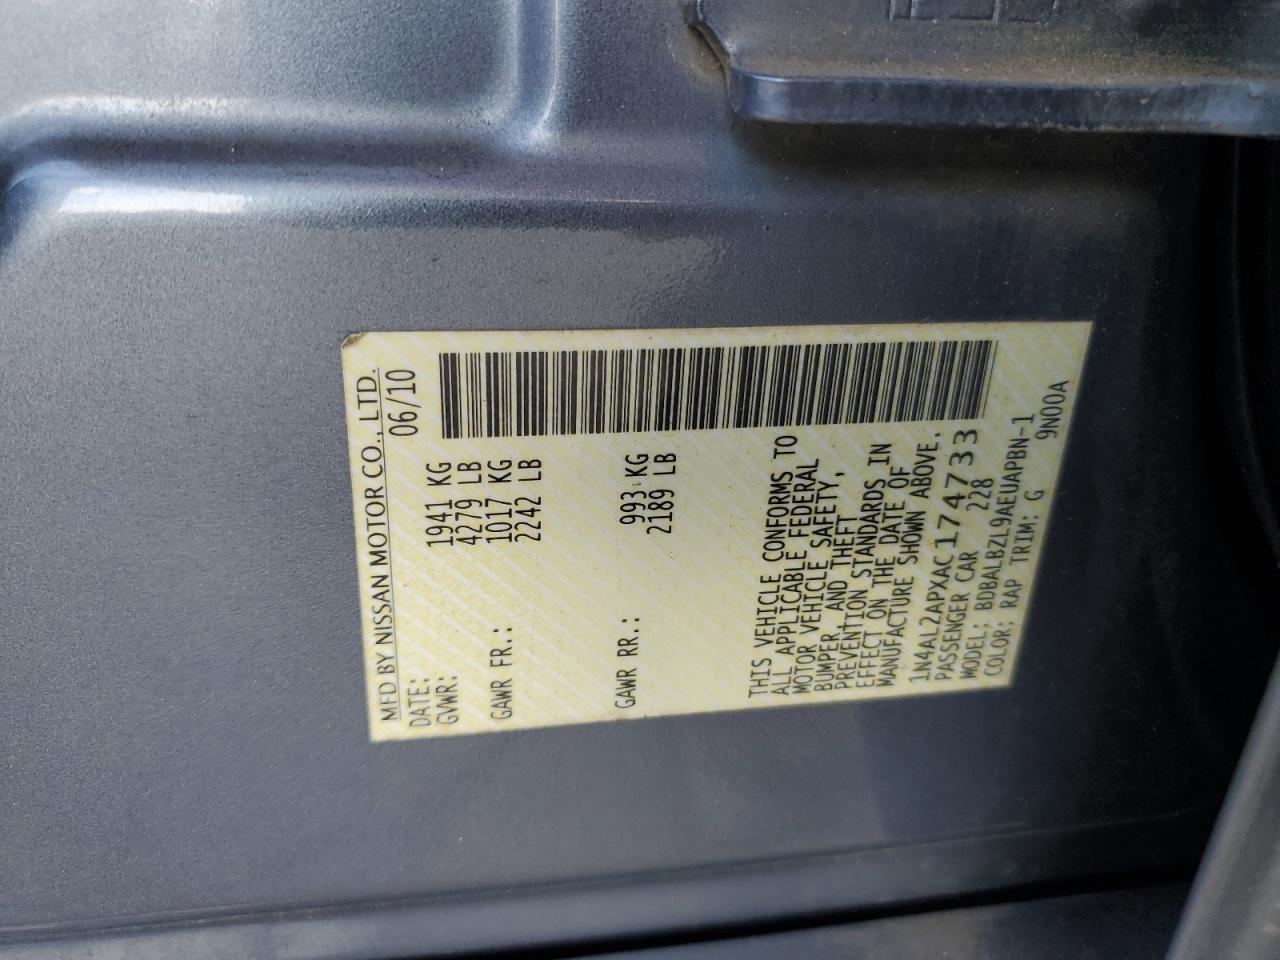 MFD BY NISSAN MOTOR CO., LTD.
DATE: 06/10
GVWR: 1941 KG
4279 LB
GAWR FR.: 1017 KG
2242 LB
GAWR RR.: 993 KG
2189 LB
THIS VEHICLE CONFORMS TO
ALL APPLICABLE FEDERAL
MOTOR VEHICLE SAFETY,
BUMPER, AND THEFT
PREVENTION STANDARDS IN
EFFECT ON THE DATE OF
MANUFACTURE SHOWN ABOVE.
1N4AL2APXAC174733
PASSENGER CAR 228
MODEL: BDBALBZL9AEUAPBN-1
COLOR: RAP TRIM: G 9N00A